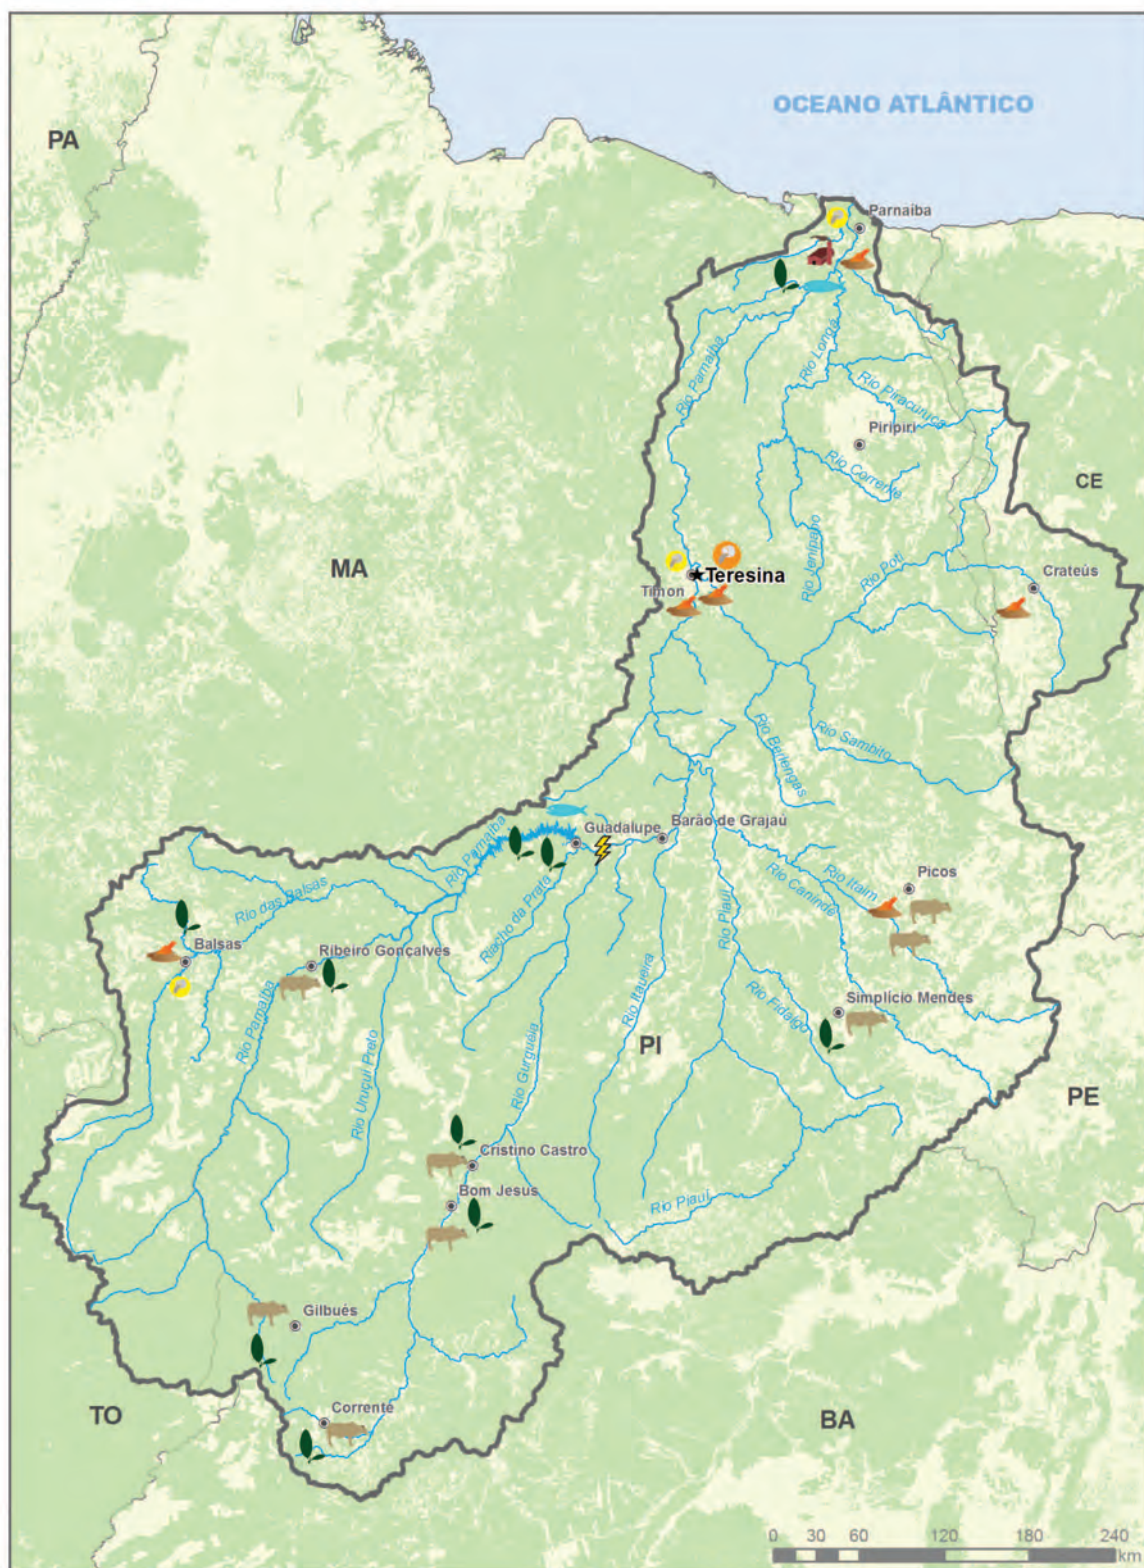 OCEANO ATLÂNTICO
PA
Parnaíba
Rio Parnaíba
Rio Longa
Rio Piracuruca
Piripiri
Rio Corrente
CE
MA
Rio Jenipapo
Teresina
Timon
Rio Poti
Crateús
Rio Berlengas
Rio Sambito
Rio Parnaíba
Guadalupe
Barão de Grajaú
Riacho da Prata
Rio Piauí
Rio Itaim
Rio Canindé
Picos
Rio das Balsas
Balsas
Ribeiro Gonçalves
Rio Parnaíba
Rio Itaueira
Rio Fidalgo
Simplício Mendes
Rio Uruçuí Preto
Rio Gurguéia
PI
PE
Cristino Castro
Bom Jesus
Rio Piauí
Gilbués
TO
Corrente
BA
0 30 60 120 180 240
km